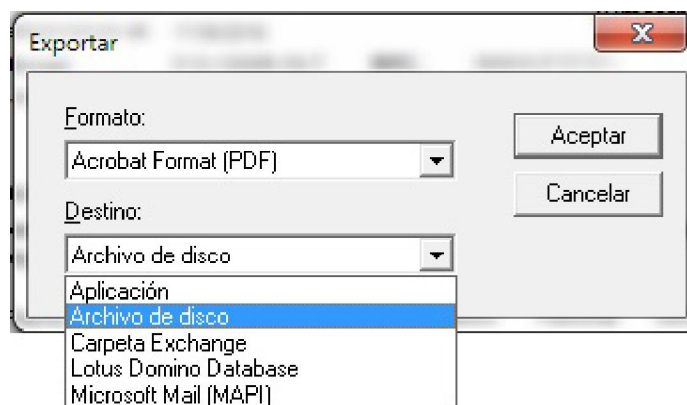 Exportar
Formato:
Acrobat Format (PDF)
Destino:
Archivo de disco
Aplicación
Archivo de disco
Carpeta Exchange
Lotus Domino Database
Microsoft Mail (MAPI)
Aceptar
Cancelar